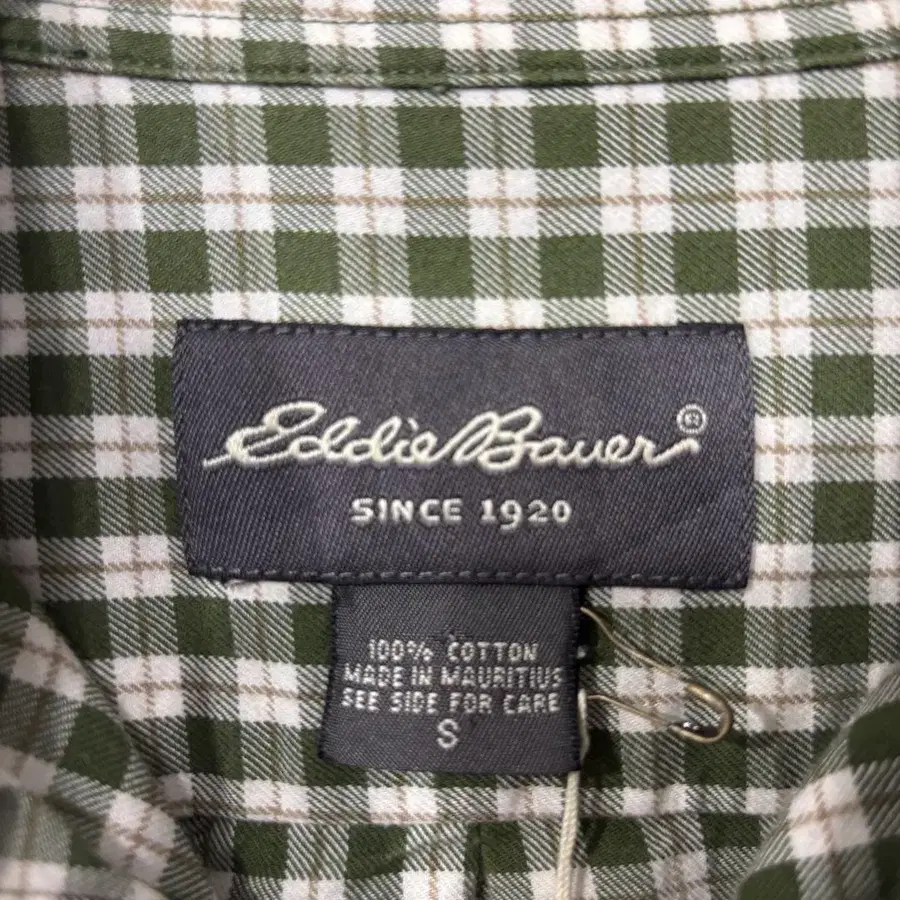 Eddie Bauer®
SINCE 1920
100% COTTON
MADE IN MAURITIUS
SEE SIDE FOR CARE
S